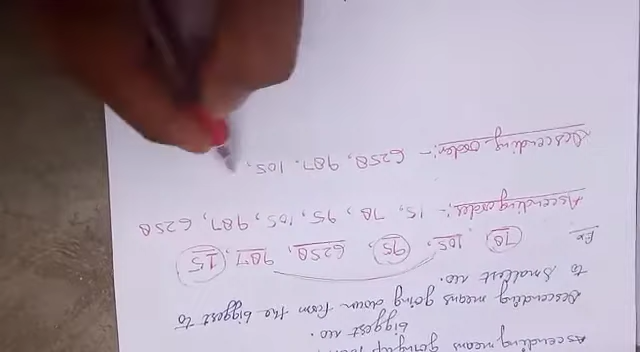 Ascending means going up
biggest no.
Descending means going down from the biggest to
to smallest no.
Ex 78, 105, 95, 6258, 987, 15
Ascending order:- 15, 78, 95, 105, 987, 6258
Descending order:- 6258, 987, 105,